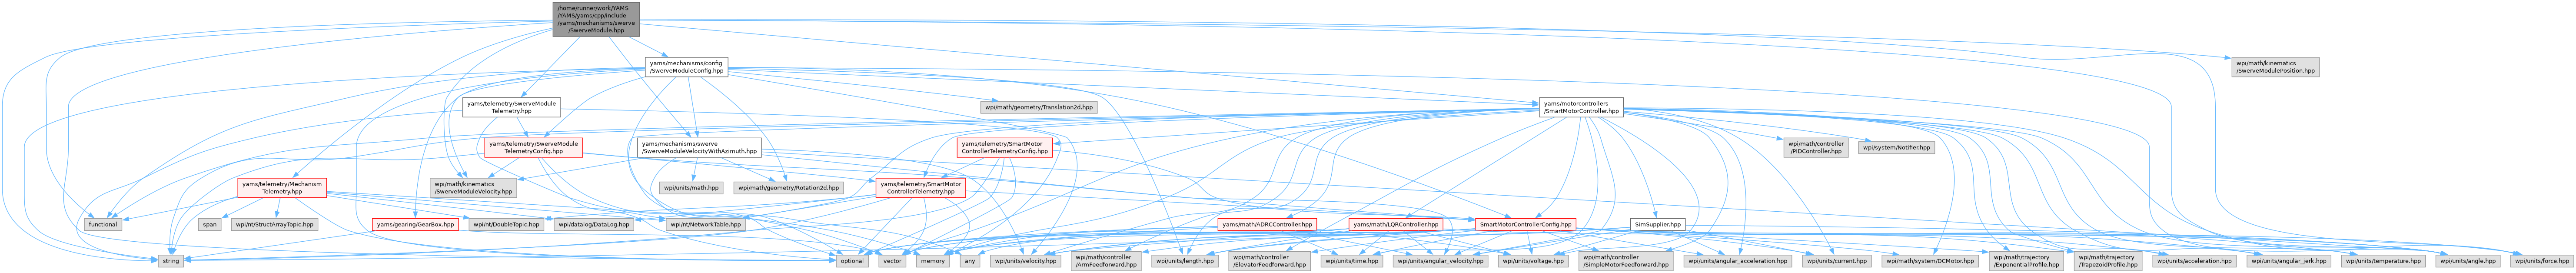 /home/runner/work/YAMS
/YAMS/yams/cpp/include
/yams/mechanisms/swerve
/SwerveModule.hpp
yams/mechanisms/config
/SwerveModuleConfig.hpp
wpi/math/kinematics
/SwerveModulePosition.hpp
yams/telemetry/SwerveModule
Telemetry.hpp
wpi/math/geometry/Translation2d.hpp
yams/motorcontrollers
/SmartMotorController.hpp
yams/telemetry/SwerveModule
TelemetryConfig.hpp
yams/mechanisms/swerve
/SwerveModuleVelocityWithAzimuth.hpp
yams/telemetry/SmartMotor
ControllerTelemetryConfig.hpp
wpi/math/controller
/PIDController.hpp
wpi/system/Notifier.hpp
yams/telemetry/Mechanism
Telemetry.hpp
wpi/math/kinematics
/SwerveModuleVelocity.hpp
wpi/units/math.hpp
wpi/math/geometry/Rotation2d.hpp
yams/telemetry/SmartMotor
ControllerTelemetry.hpp
functional
span
wpi/nt/StructArrayTopic.hpp
yams/gearing/GearBox.hpp
wpi/nt/DoubleTopic.hpp
wpi/datalog/DataLog.hpp
wpi/nt/NetworkTable.hpp
yams/math/ADRCController.hpp
yams/math/LQRController.hpp
SmartMotorControllerConfig.hpp
SimSupplier.hpp
string
optional
vector
memory
any
wpi/units/velocity.hpp
wpi/math/controller
/ArmFeedforward.hpp
wpi/units/length.hpp
wpi/math/controller
/ElevatorFeedforward.hpp
wpi/units/time.hpp
wpi/units/angular_velocity.hpp
wpi/units/voltage.hpp
wpi/math/controller
/SimpleMotorFeedforward.hpp
wpi/units/angular_acceleration.hpp
wpi/units/current.hpp
wpi/math/system/DCMotor.hpp
wpi/math/trajectory
/ExponentialProfile.hpp
wpi/math/trajectory
/TrapezoidProfile.hpp
wpi/units/acceleration.hpp
wpi/units/angular_jerk.hpp
wpi/units/temperature.hpp
wpi/units/angle.hpp
wpi/units/force.hpp